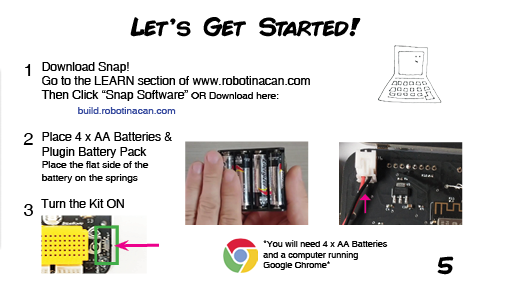 Let's Get Started!
1 Download Snap!
Go to the LEARN section of www.robotinacan.com
Then Click “Snap Software” OR Download here:
build.robotinacan.com
2 Place 4 x AA Batteries &
Plugin Battery Pack
Place the flat side of the
battery on the springs
3 Turn the Kit ON
*You will need 4 x AA Batteries
and a computer running
Google Chrome*
5